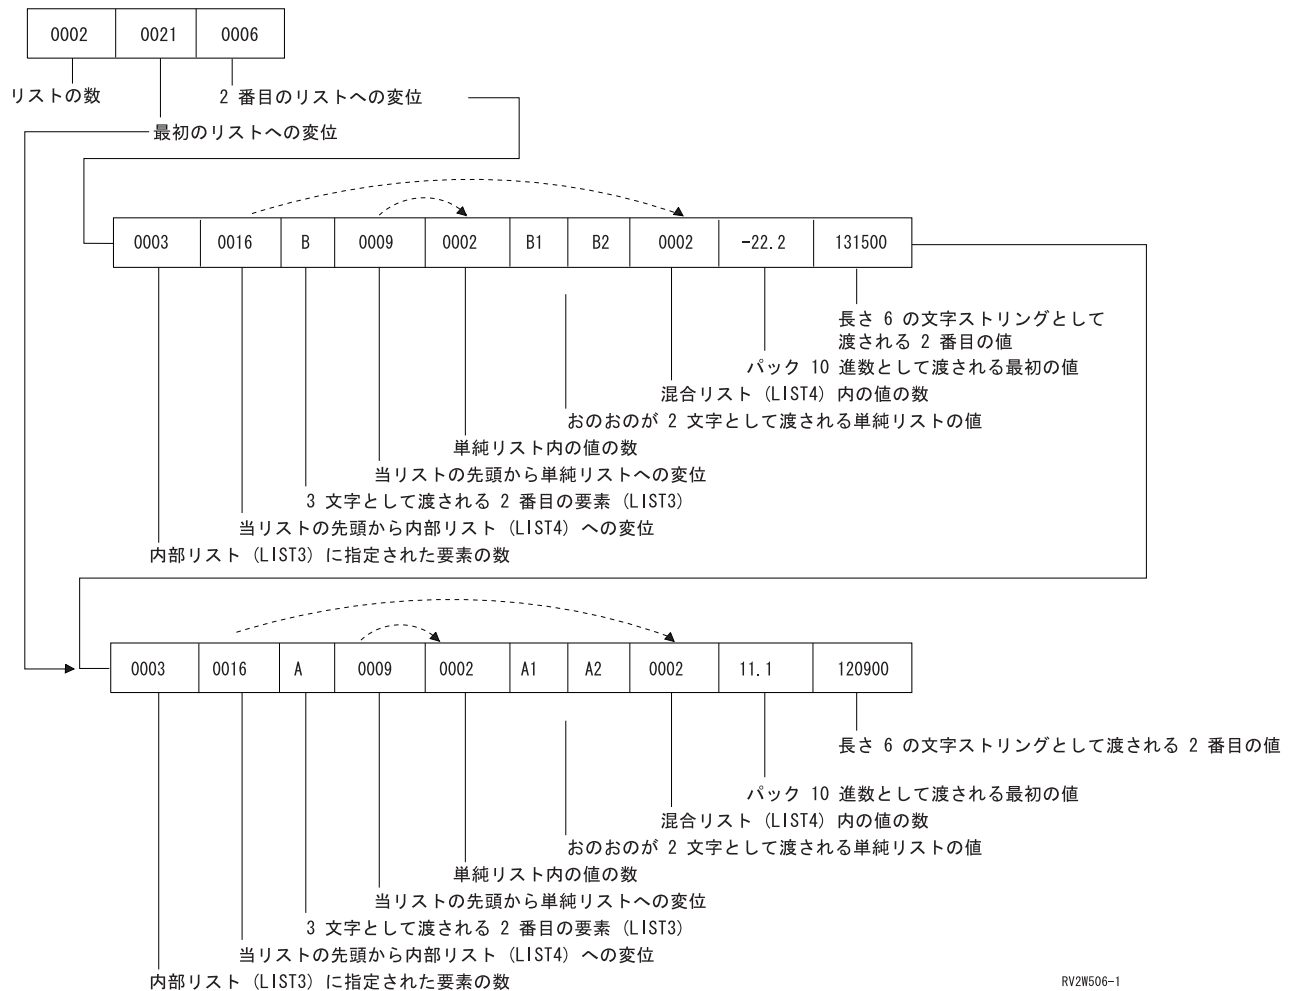 0002 0021 0006
リストの数
2 番目のリストへの変位
最初のリストへの変位
0003 0016 B 0009 0002 B1 B2 0002 -22.2 131500
長さ 6 の文字ストリングとして
渡される 2 番目の値
パック 10 進数として渡される最初の値
混合リスト (LIST4) 内の値の数
おのおのが 2 文字として渡される単純リストの値
単純リスト内の値の数
当リストの先頭から単純リストへの変位
3 文字として渡される 2 番目の要素 (LIST3)
当リストの先頭から内部リスト (LIST4) への変位
内部リスト (LIST3) に指定された要素の数
0003 0016 A 0009 0002 A1 A2 0002 11.1 120900
長さ 6 の文字ストリングとして渡される 2 番目の値
パック 10 進数として渡される最初の値
混合リスト (LIST4) 内の値の数
おのおのが 2 文字として渡される単純リストの値
単純リスト内の値の数
当リストの先頭から単純リストへの変位
3 文字として渡される 2 番目の要素 (LIST3)
当リストの先頭から内部リスト (LIST4) への変位
内部リスト (LIST3) に指定された要素の数
RV2W506-1